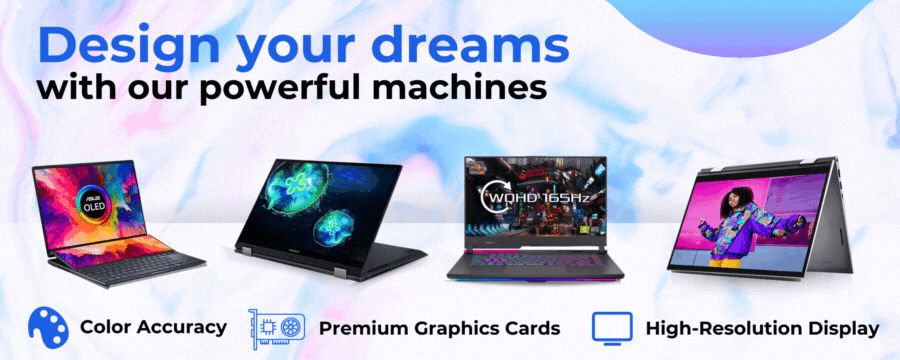 Design your dreams
with our powerful machines
ASUS
OLED
WQHD 165Hz
Color Accuracy
Premium Graphics Cards
High-Resolution Display